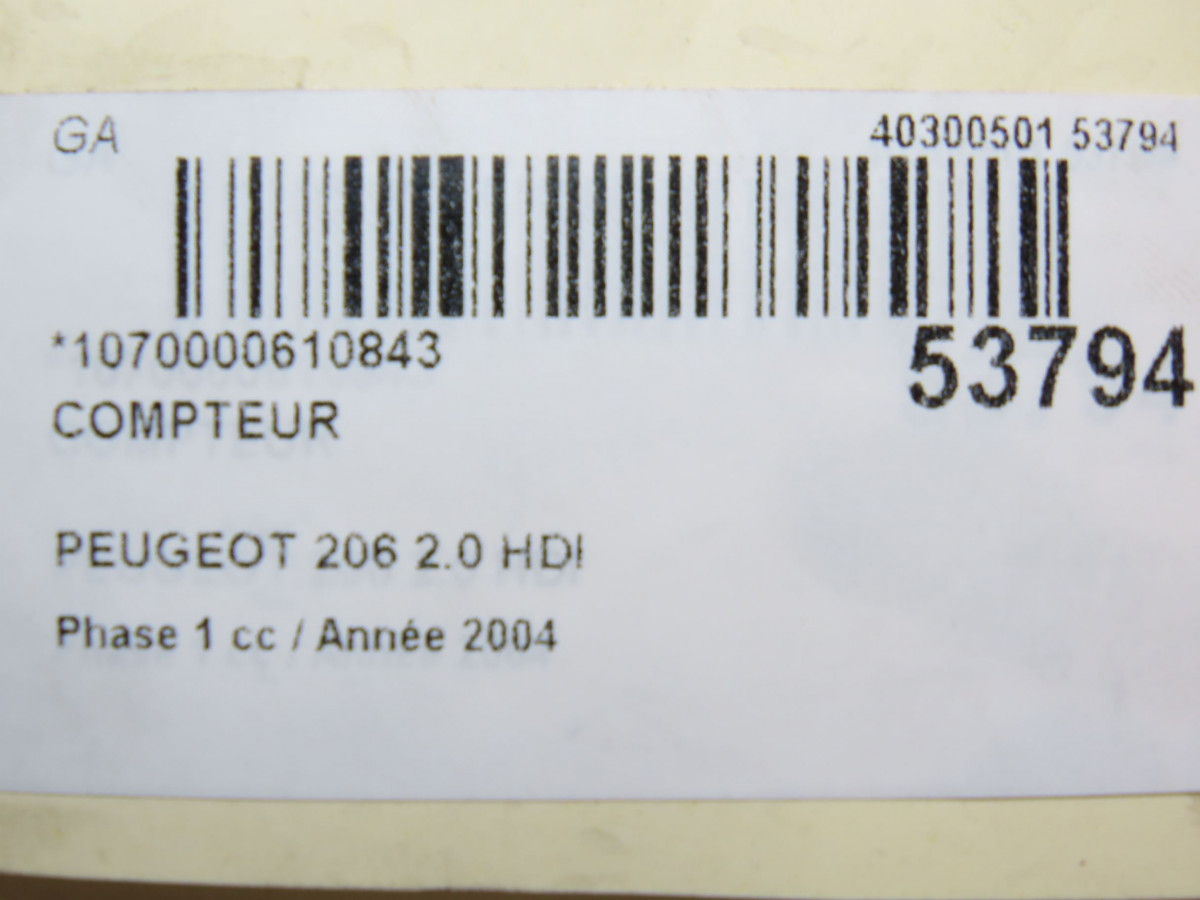 GA
40300501 53794
*1070000610843
53794
COMPTEUR
PEUGEOT 206 2.0 HDI
Phase 1 cc / Année 2004